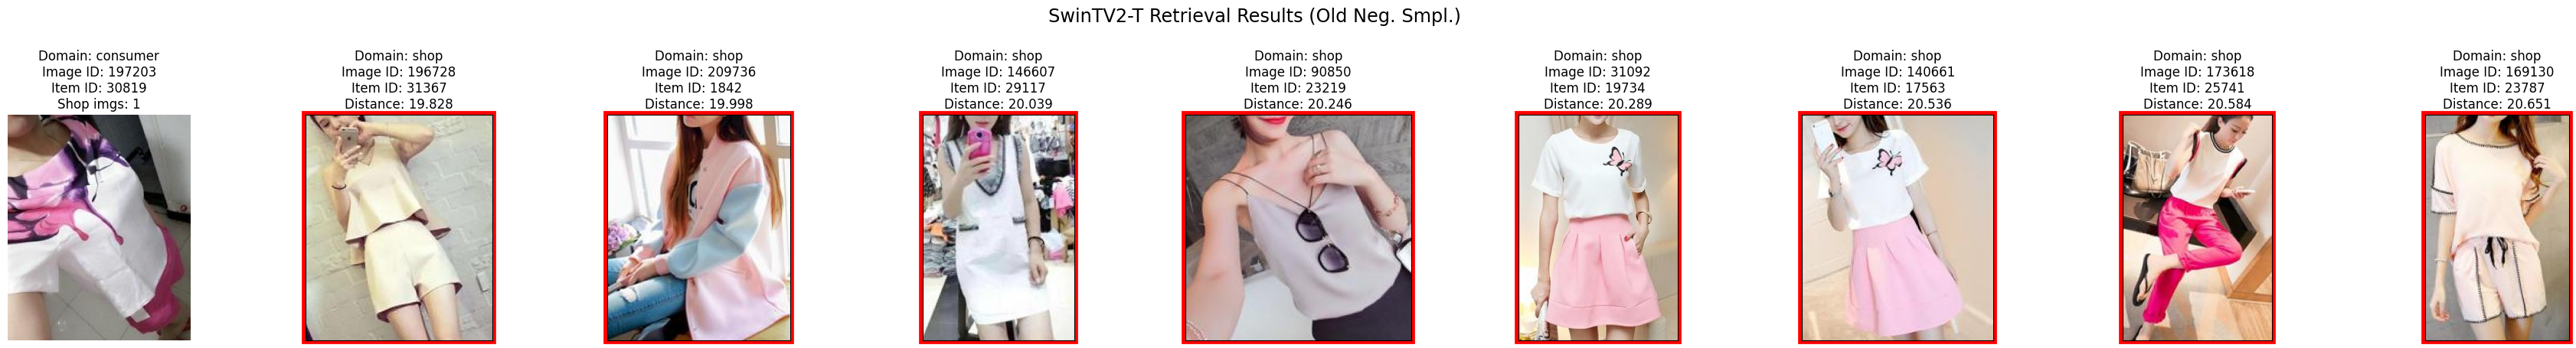 SwinTV2-T Retrieval Results (Old Neg. Smpl.)
Domain: consumer
Image ID: 197203
Item ID: 30819
Shop imgs: 1
Domain: shop
Image ID: 196728
Item ID: 31367
Distance: 19.828
Domain: shop
Image ID: 209736
Item ID: 1842
Distance: 19.998
Domain: shop
Image ID: 146607
Item ID: 29117
Distance: 20.039
Domain: shop
Image ID: 90850
Item ID: 23219
Distance: 20.246
Domain: shop
Image ID: 31092
Item ID: 19734
Distance: 20.289
Domain: shop
Image ID: 140661
Item ID: 17563
Distance: 20.536
Domain: shop
Image ID: 173618
Item ID: 25741
Distance: 20.584
Domain: shop
Image ID: 169130
Item ID: 23787
Distance: 20.651